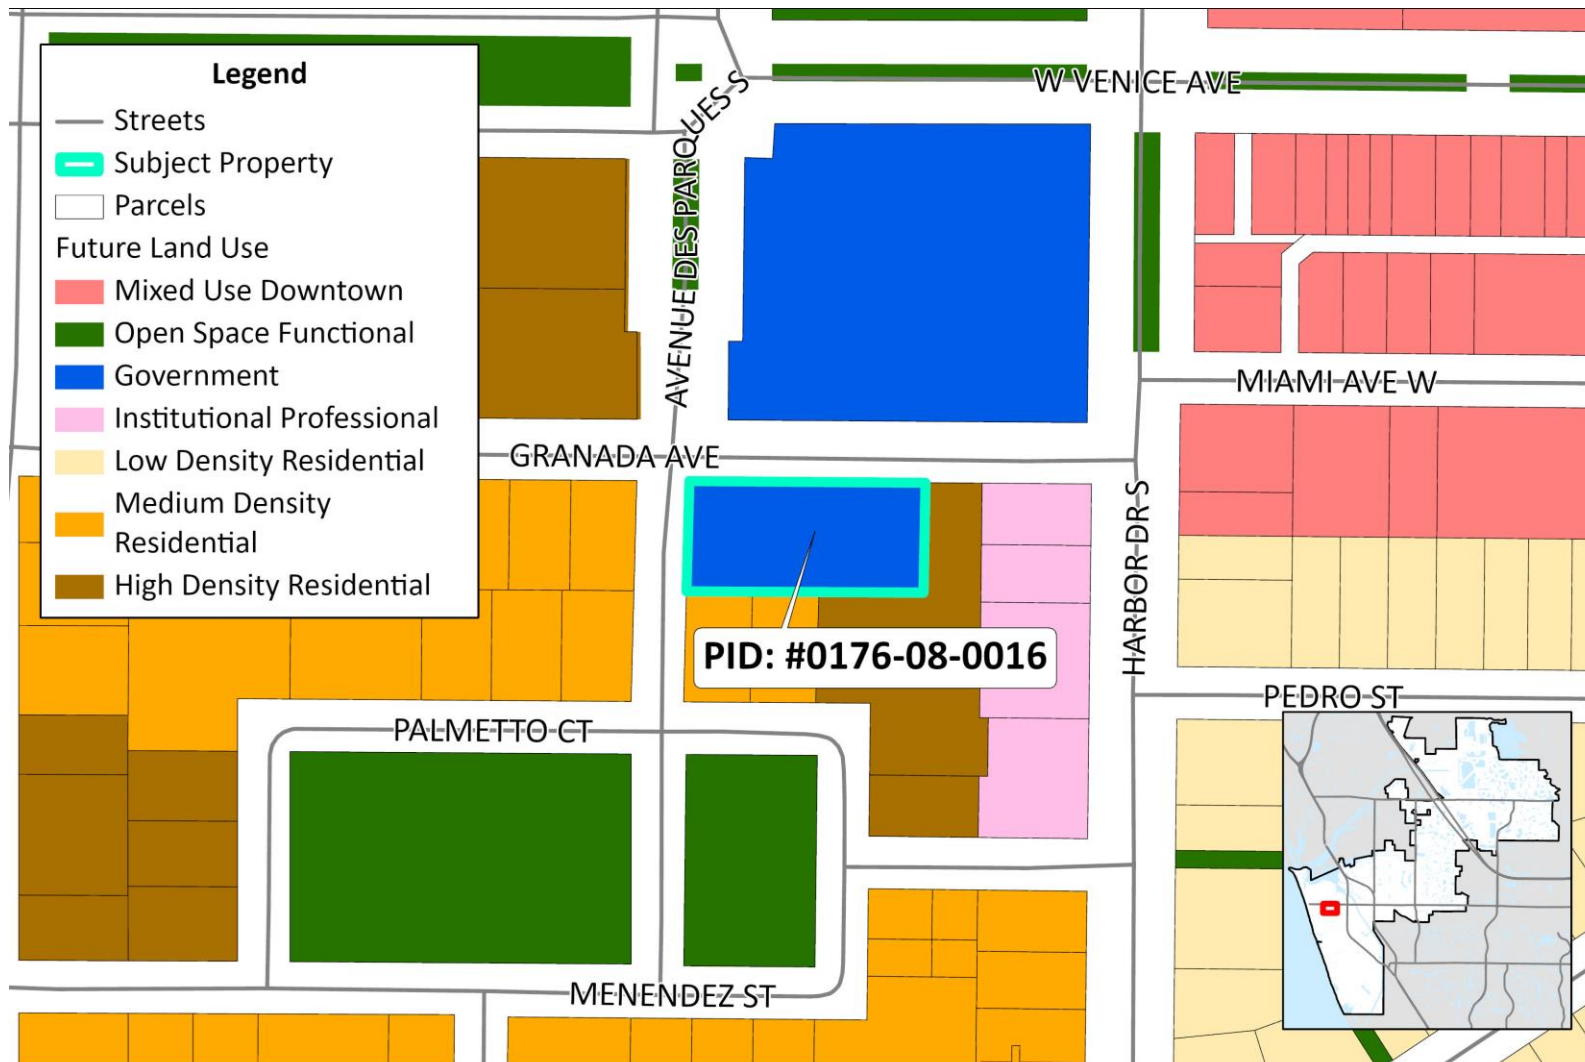 Legend
Streets
Subject Property
Parcels
Future Land Use
Mixed Use Downtown
Open Space Functional
Government
Institutional Professional
Low Density Residential
Medium Density
Residential
High Density Residential
W VENICE AVE
AVENUE DES PARQUES S
MIAMI AVE W
GRANADA AVE
HARBOR DR S
PID: #0176-08-0016
PEDRO ST
PALMETTO CT
MENENDEZ ST